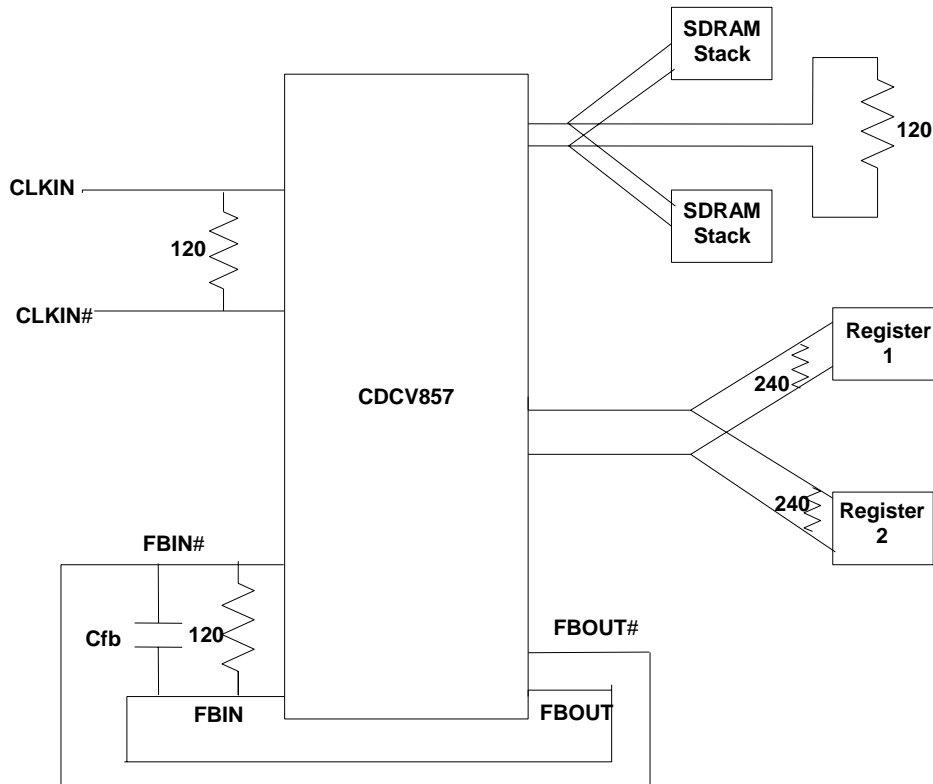 SDRAM
Stack
120
CLKIN
120
SDRAM
Stack
CLKIN#
Register
1
CDCV857
240
240
Register
2
FBIN#
Cfb
120
FBOUT#
FBIN
FBOUT